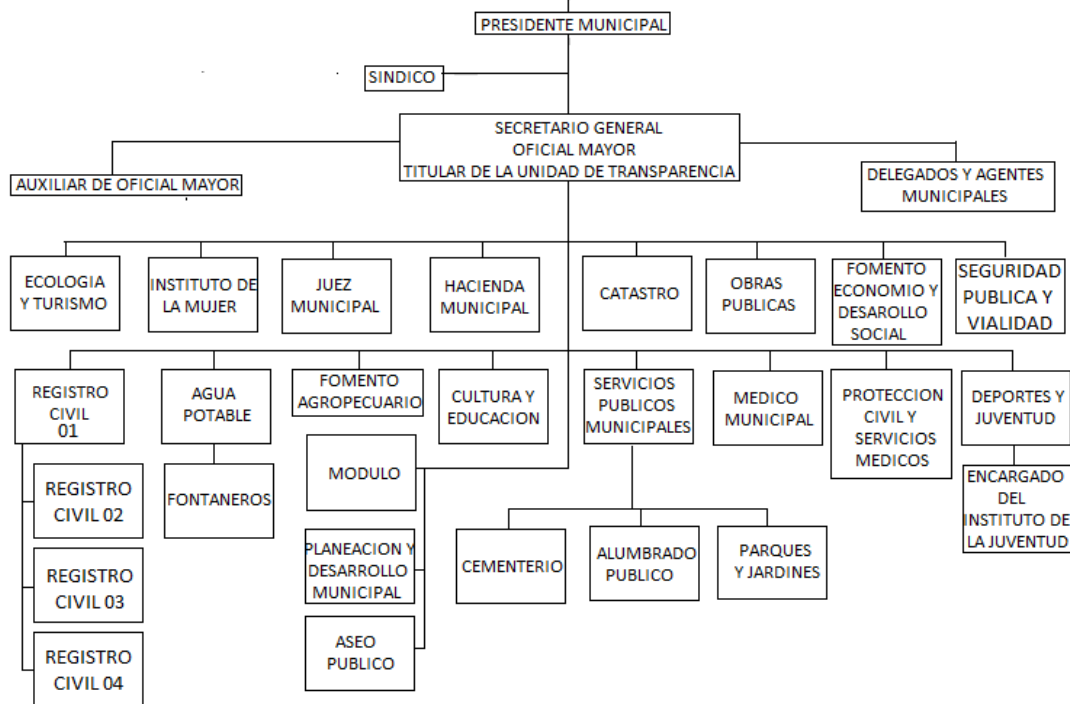 PRESIDENTE MUNICIPAL
SINDICO
SECRETARIO GENERAL
OFICIAL MAYOR
TITULAR DE LA UNIDAD DE TRANSPARENCIA
AUXILIAR DE OFICIAL MAYOR
DELEGADOS Y AGENTES
MUNICIPALES
ECOLOGIA
Y TURISMO
INSTITUTO DE
LA MUJER
JUEZ
MUNICIPAL
HACIENDA
MUNICIPAL
CATASTRO
OBRAS
PUBLICAS
FOMENTO
ECONOMIO Y
DESAROLLO
SOCIAL
SEGURIDAD
PUBLICA Y
VIALIDAD
REGISTRO
CIVIL
01
AGUA
POTABLE
FOMENTO
AGROPECUARIO
CULTURA Y
EDUCACION
SERVICIOS
PUBLICOS
MUNICIPALES
MEDICO
MUNICIPAL
PROTECCION
CIVIL Y
SERVICIOS
MEDICOS
DEPORTES Y
JUVENTUD
REGISTRO
CIVIL 02
FONTANEROS
MODULO
ENCARGADO
DEL
INSTITUTO DE
LA JUVENTUD
REGISTRO
CIVIL 03
PLANEACION Y
DESARROLLO
MUNICIPAL
CEMENTERIO
ALUMBRADO
PUBLICO
PARQUES
Y JARDINES
REGISTRO
CIVIL 04
ASEO
PUBLICO